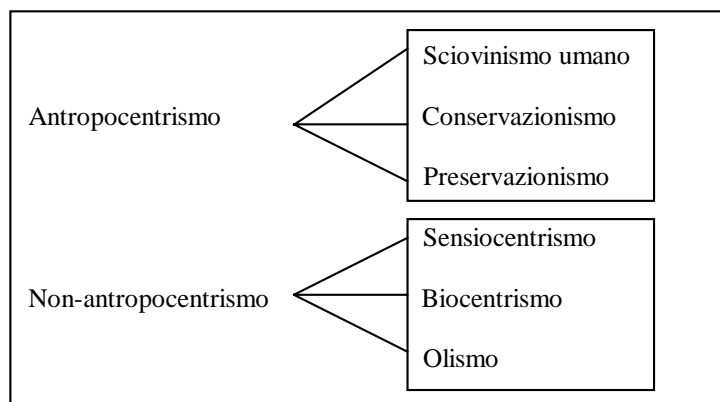 Antropocentrismo
Sciovinismo umano
Conservazionismo
Preservazionismo
Non-antropocentrismo
Sensiocentrismo
Biocentrismo
Olismo